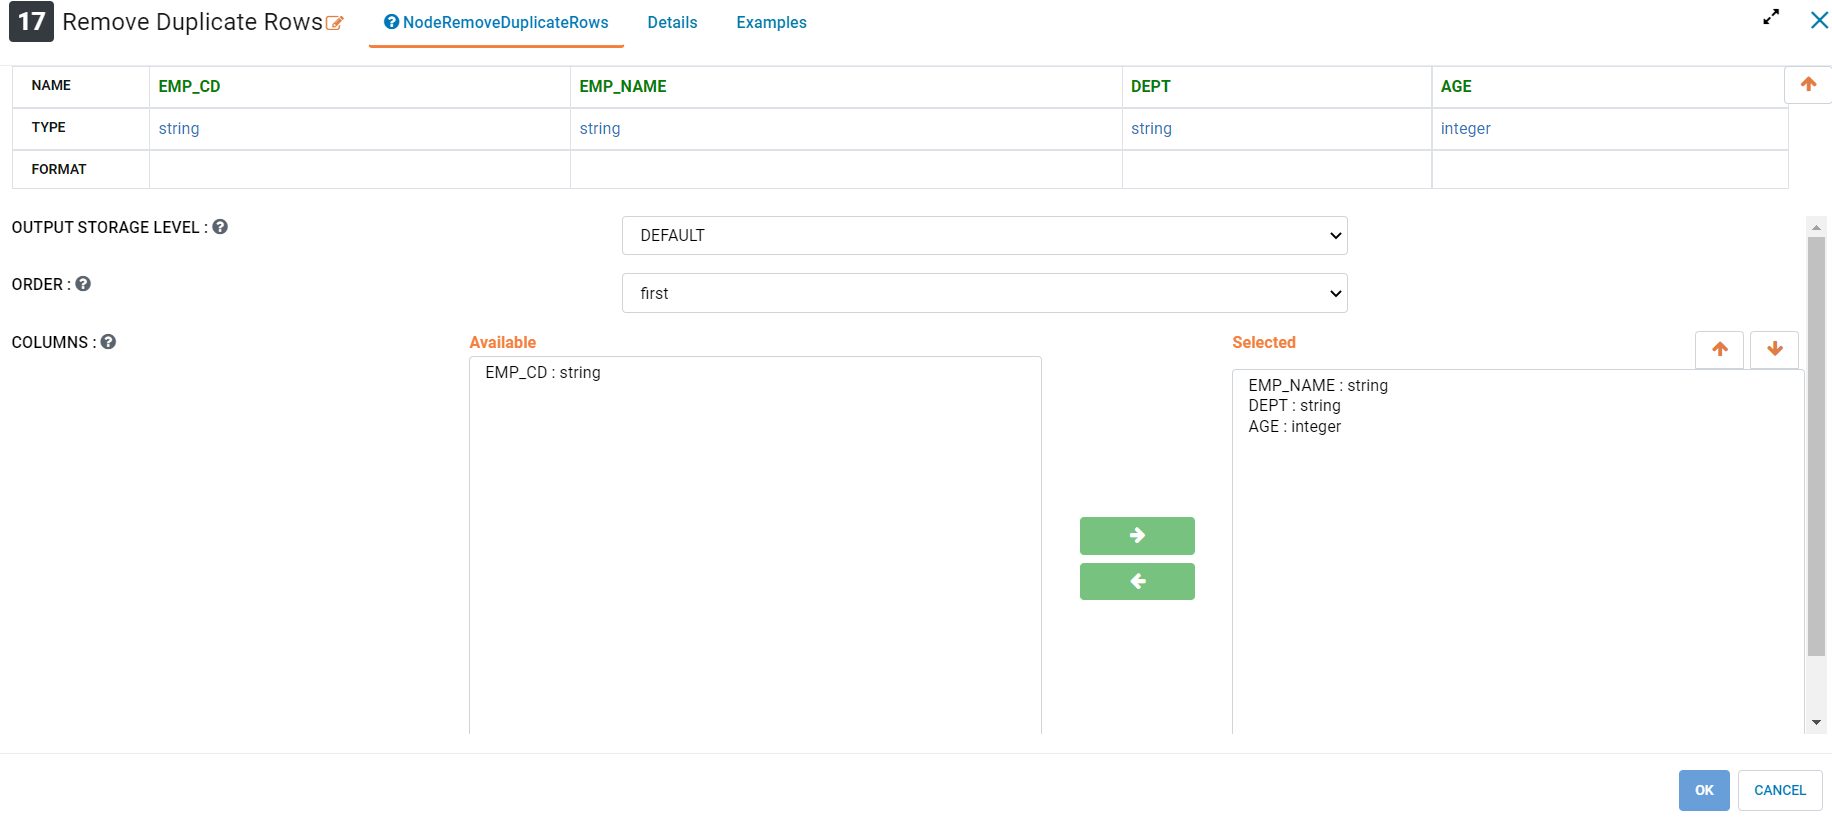 17 Remove Duplicate Rows NodeRemoveDuplicateRows Details Examples
NAME EMP_CD EMP_NAME DEPT AGE
TYPE string string string integer
FORMAT
OUTPUT STORAGE LEVEL : DEFAULT
ORDER : first
COLUMNS : Available Selected
EMP_CD : string
EMP_NAME : string
DEPT : string
AGE : integer
OK CANCEL